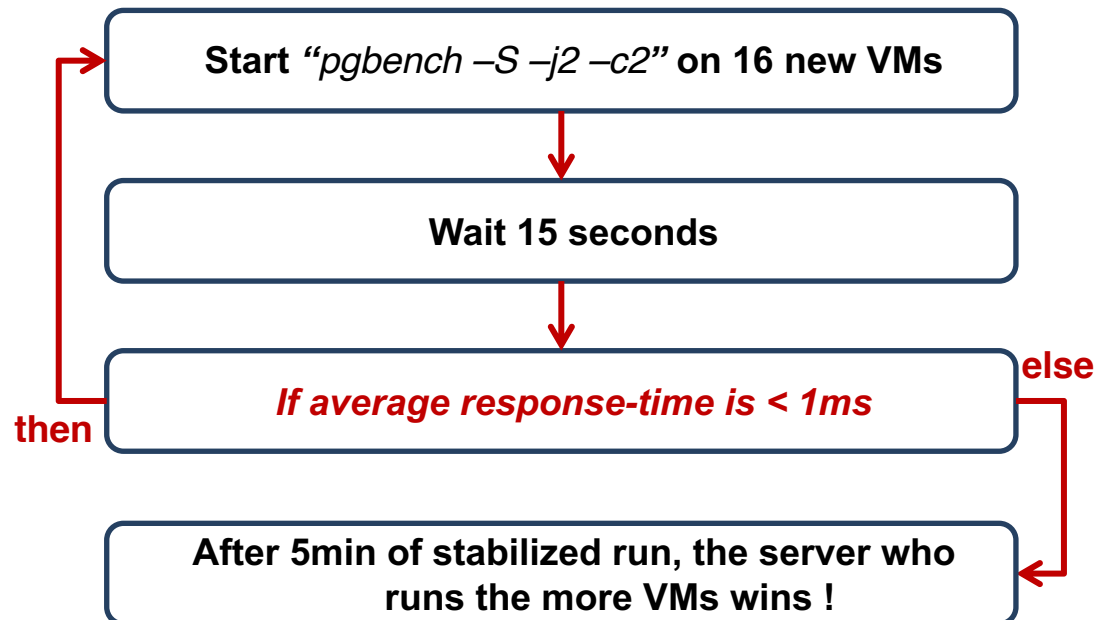 Start “pgbench –S –j2 –c2” on 16 new VMs
Wait 15 seconds
else
If average response-time is < 1ms
then
After 5min of stabilized run, the server who
runs the more VMs wins !